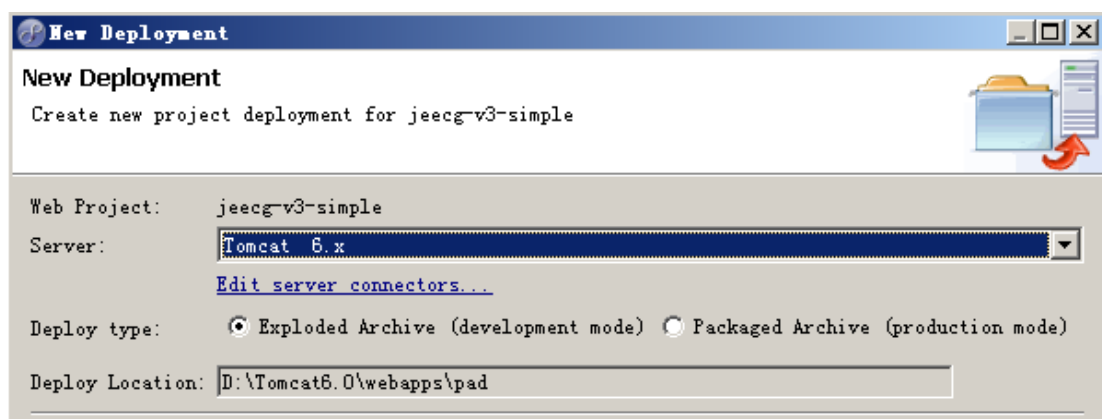 New Deployment
New Deployment
Create new project deployment for jeecg-v3-simple
Web Project: jeecg-v3-simple
Server: Tomcat 6.x
Edit server connectors...
Deploy type: Exploded Archive (development mode) Packaged Archive (production mode)
Deploy Location: D:\Tomcat6.0\webapps\pad